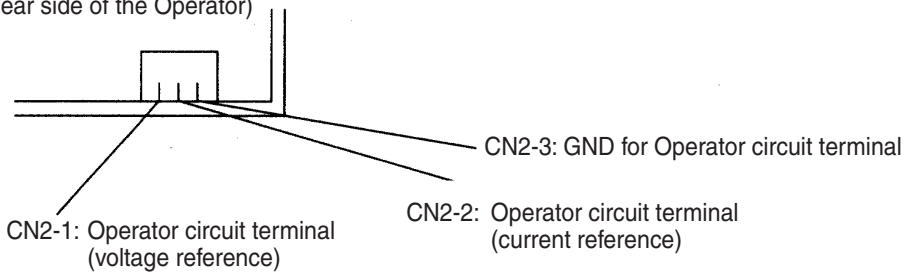 ear side of the Operator)
CN2-3: GND for Operator circuit terminal
CN2-2: Operator circuit terminal
(current reference)
CN2-1: Operator circuit terminal
(voltage reference)